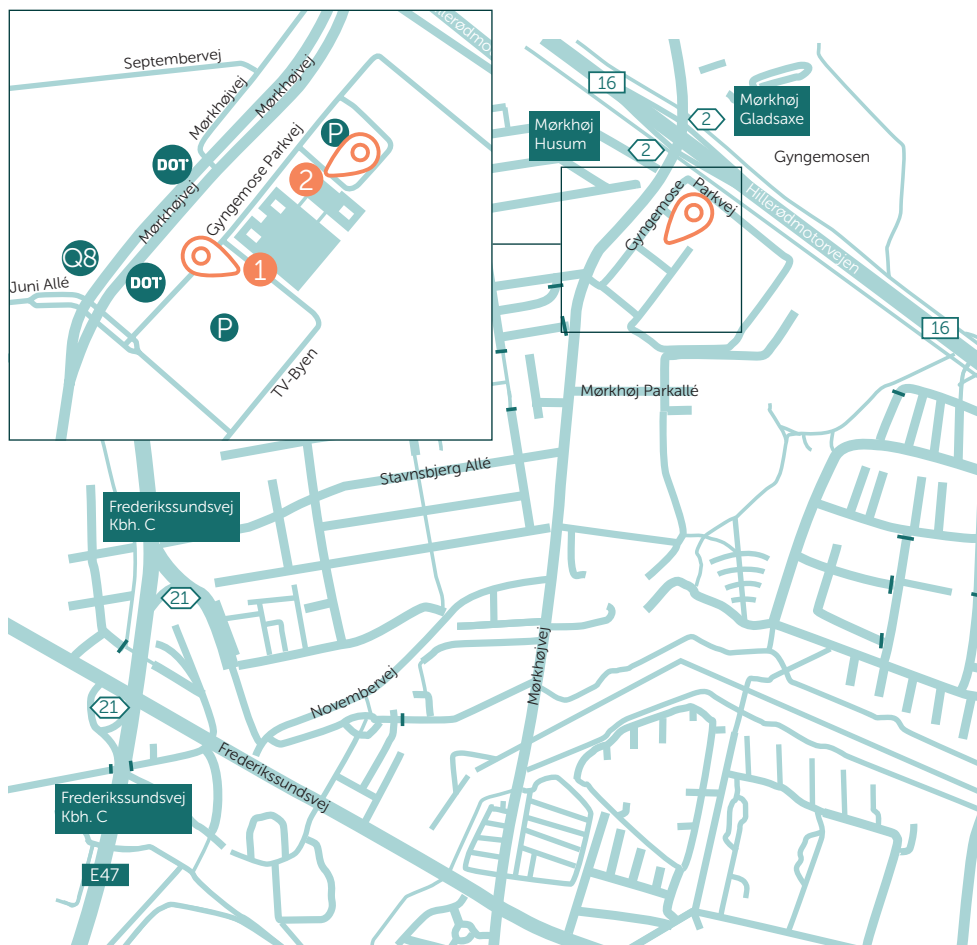 Hillerødmo
Septembervej
Mørkhøjvej
Mørkhøjvej
DOT
Mørkhøjvej
Gyngemose Parkvej
P
2
Q8
DOT
1
Juni Allé
P
TV-Byen
16
2
Mørkhøj
Gladsaxe
Mørkhøj
Husum
2
Gyngemosen
Gyngemose
Parkvej
Hillerødmotorvejen
16
Mørkhøj Parkallé
Stavnsbjerg Allé
Frederikssundsvej
Kbh. C
21
Mørkhøjvej
Novembervej
21
Frederikssundsvej
Frederikssundsvej
Kbh. C
E47